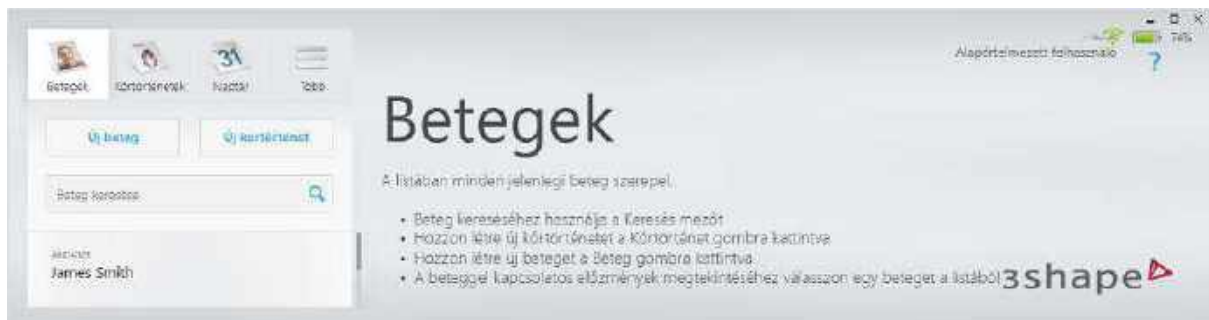 Betegek
Kórtörténetek
Naptár
Több
74%
Alapértelmezett felhasználó
?
Új beteg
Új kórtörténet
Beteg keresése
James Smith
Betegek
A listában minden jelenlegi beteg szerepel.
• Beteg kereséséhez használja a Keresés mezőt
• Hozzon létre új kórtörténetet a Kórtörténet gombra kattintva
• Hozzon létre új beteget a Beteg gombra kattintva
• A beteggel kapcsolatos előzmények megtekintéséhez válasszon egy beteget a listából
3shape